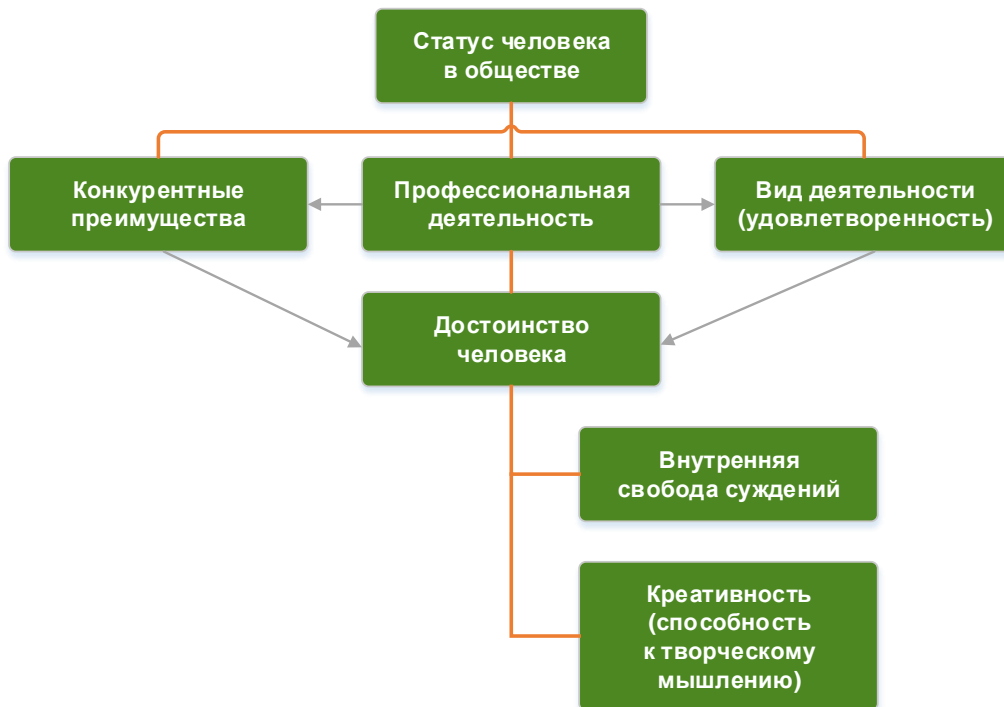 Статус человека
в обществе
Конкурентные
преимущества
Профессиональная
деятельность
Вид деятельности
(удовлетворенность)
Достоинство
человека
Внутренняя
свобода суждений
Креативность
(способность
к творческому
мышлению)